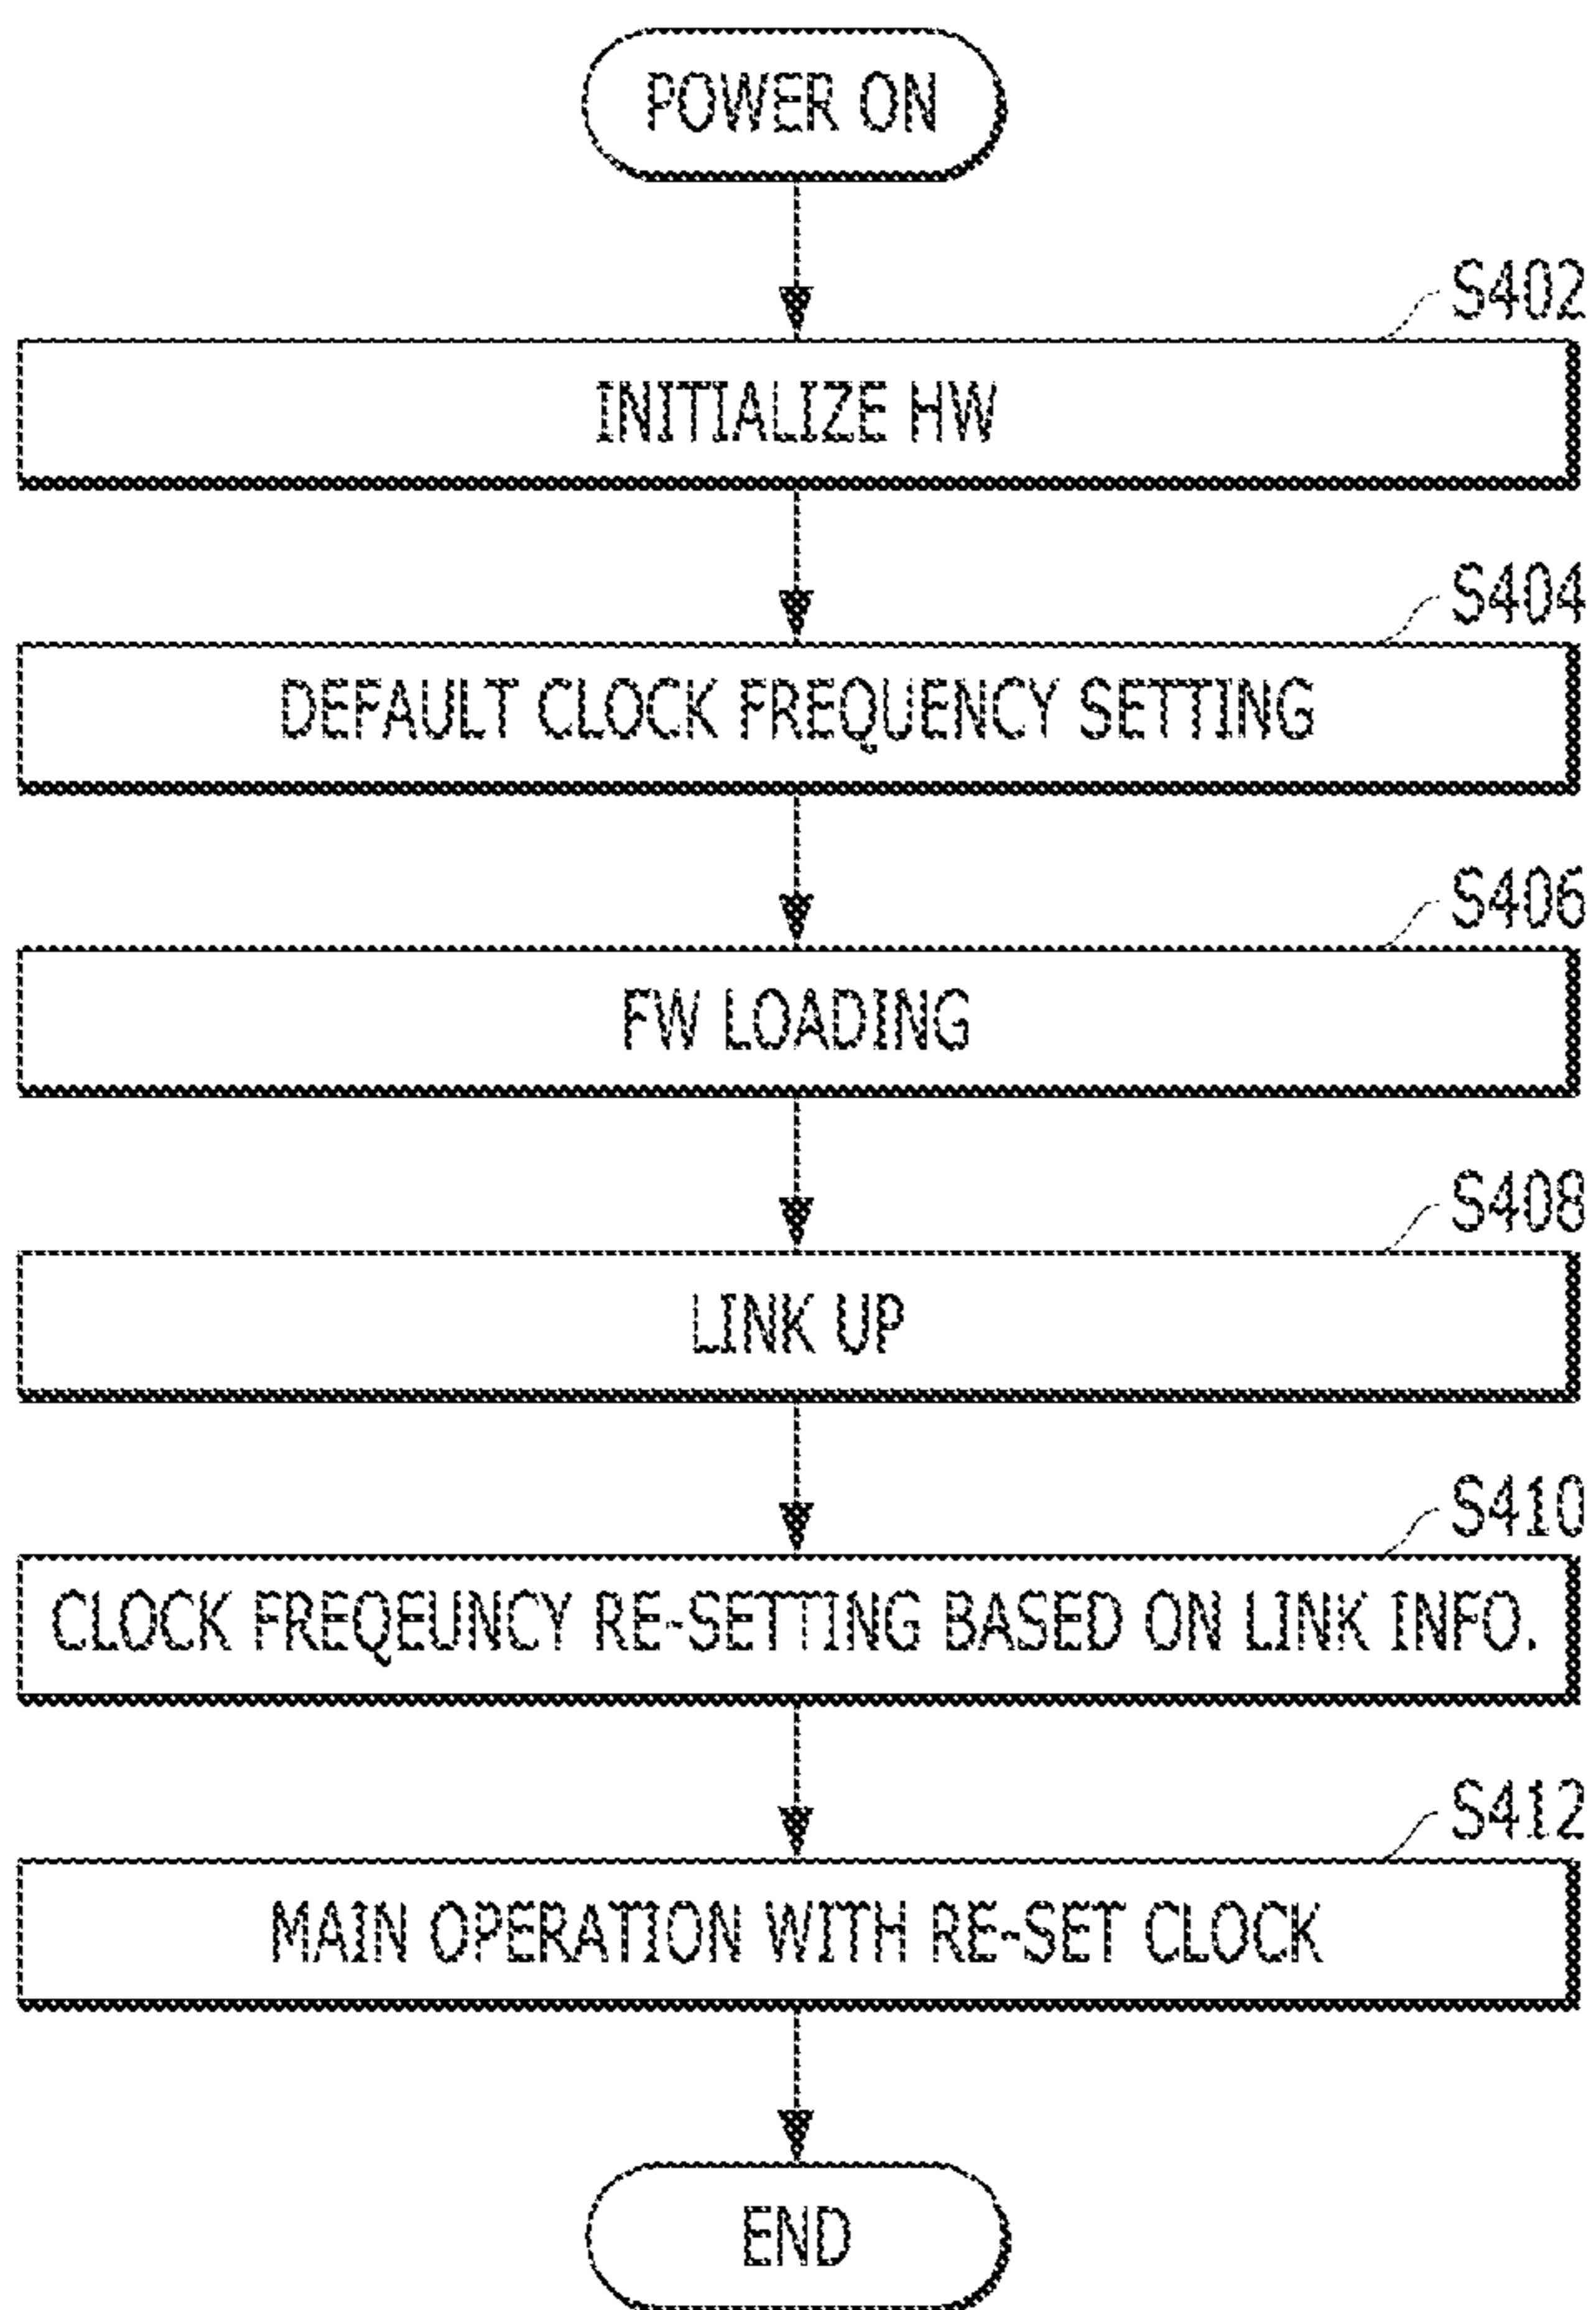 POWER ON
S402
INITIALIZE HW
S404
DEFAULT CLOCK FREQUENCY SETTING
S406
FW LOADING
S408
LINK UP
S410
CLOCK FREQEUNCY RE-SETTING BASED ON LINK INFO.
S412
MAIN OPERATION WITH RE-SET CLOCK
END